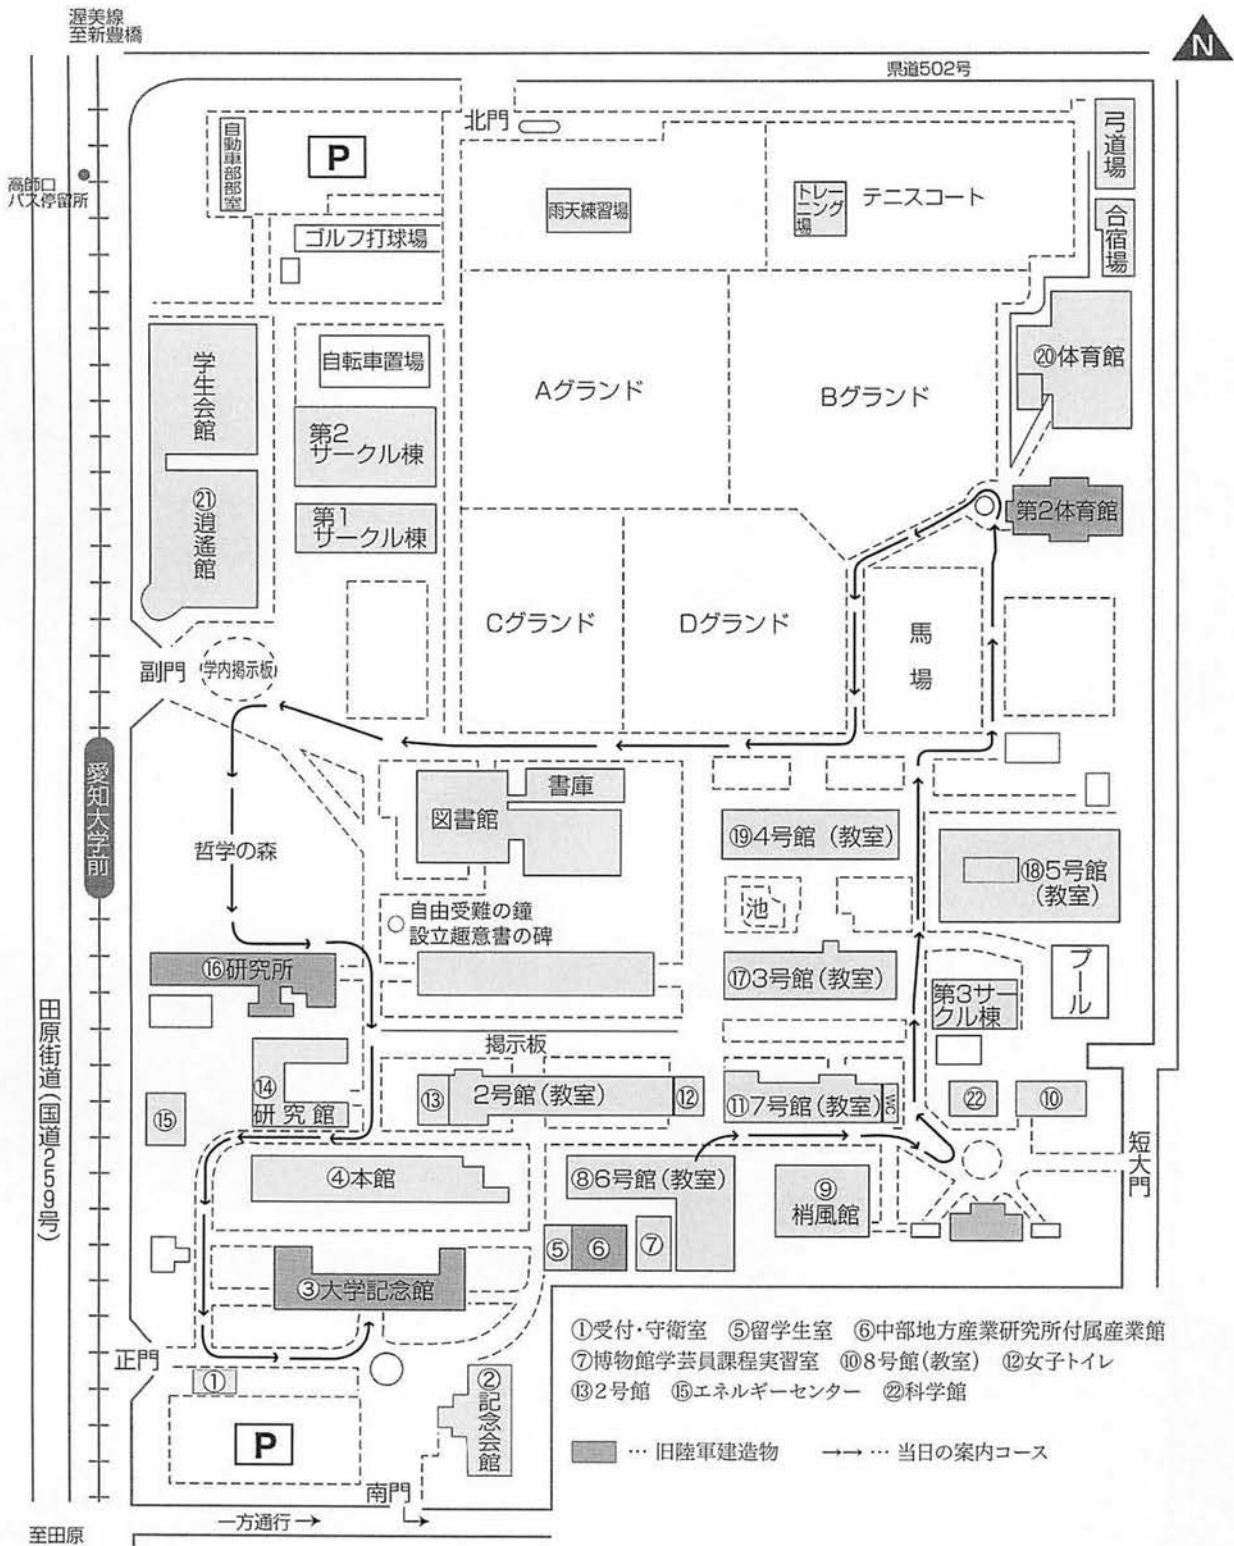 渥美線
至新豊橋
N
県道502号
北門
自動車部部室
P
弓道場
高師口
バス停留所
雨天練習場
トレー
ニング
場
テニスコート
ゴルフ打球場
合宿場
学生会館
自転車置場
Aグランド
Bグランド
⑳体育館
第2
サークル棟
㉑逍遙館
第1
サークル棟
第2体育館
Cグランド
Dグランド
馬場
副門
学内掲示板
愛知大学前
図書館
書庫
⑲4号館（教室）
哲学の森
⑱5号館
（教室）
池
自由受難の鐘
設立趣意書の碑
⑯研究所
⑰3号館（教室）
プール
第3サー
クル棟
田原街道（国道259号）
掲示板
⑭
研究館
⑬
2号館（教室）
⑫
⑪7号館（教室）
WC
㉒
⑩
⑮
短大門
④本館
⑧6号館（教室）
⑨
梢風館
⑤
⑥
⑦
③大学記念館
正門
①
②記念会館
P
南門
一方通行→
至田原
①受付・守衛室 ⑤留学生室 ⑥中部地方産業研究所付属産業館
⑦博物館学芸員課程実習室 ⑩8号館（教室） ⑫女子トイレ
⑬2号館 ⑮エネルギーセンター ㉒科学館
… 旧陸軍建造物 →→ … 当日の案内コース